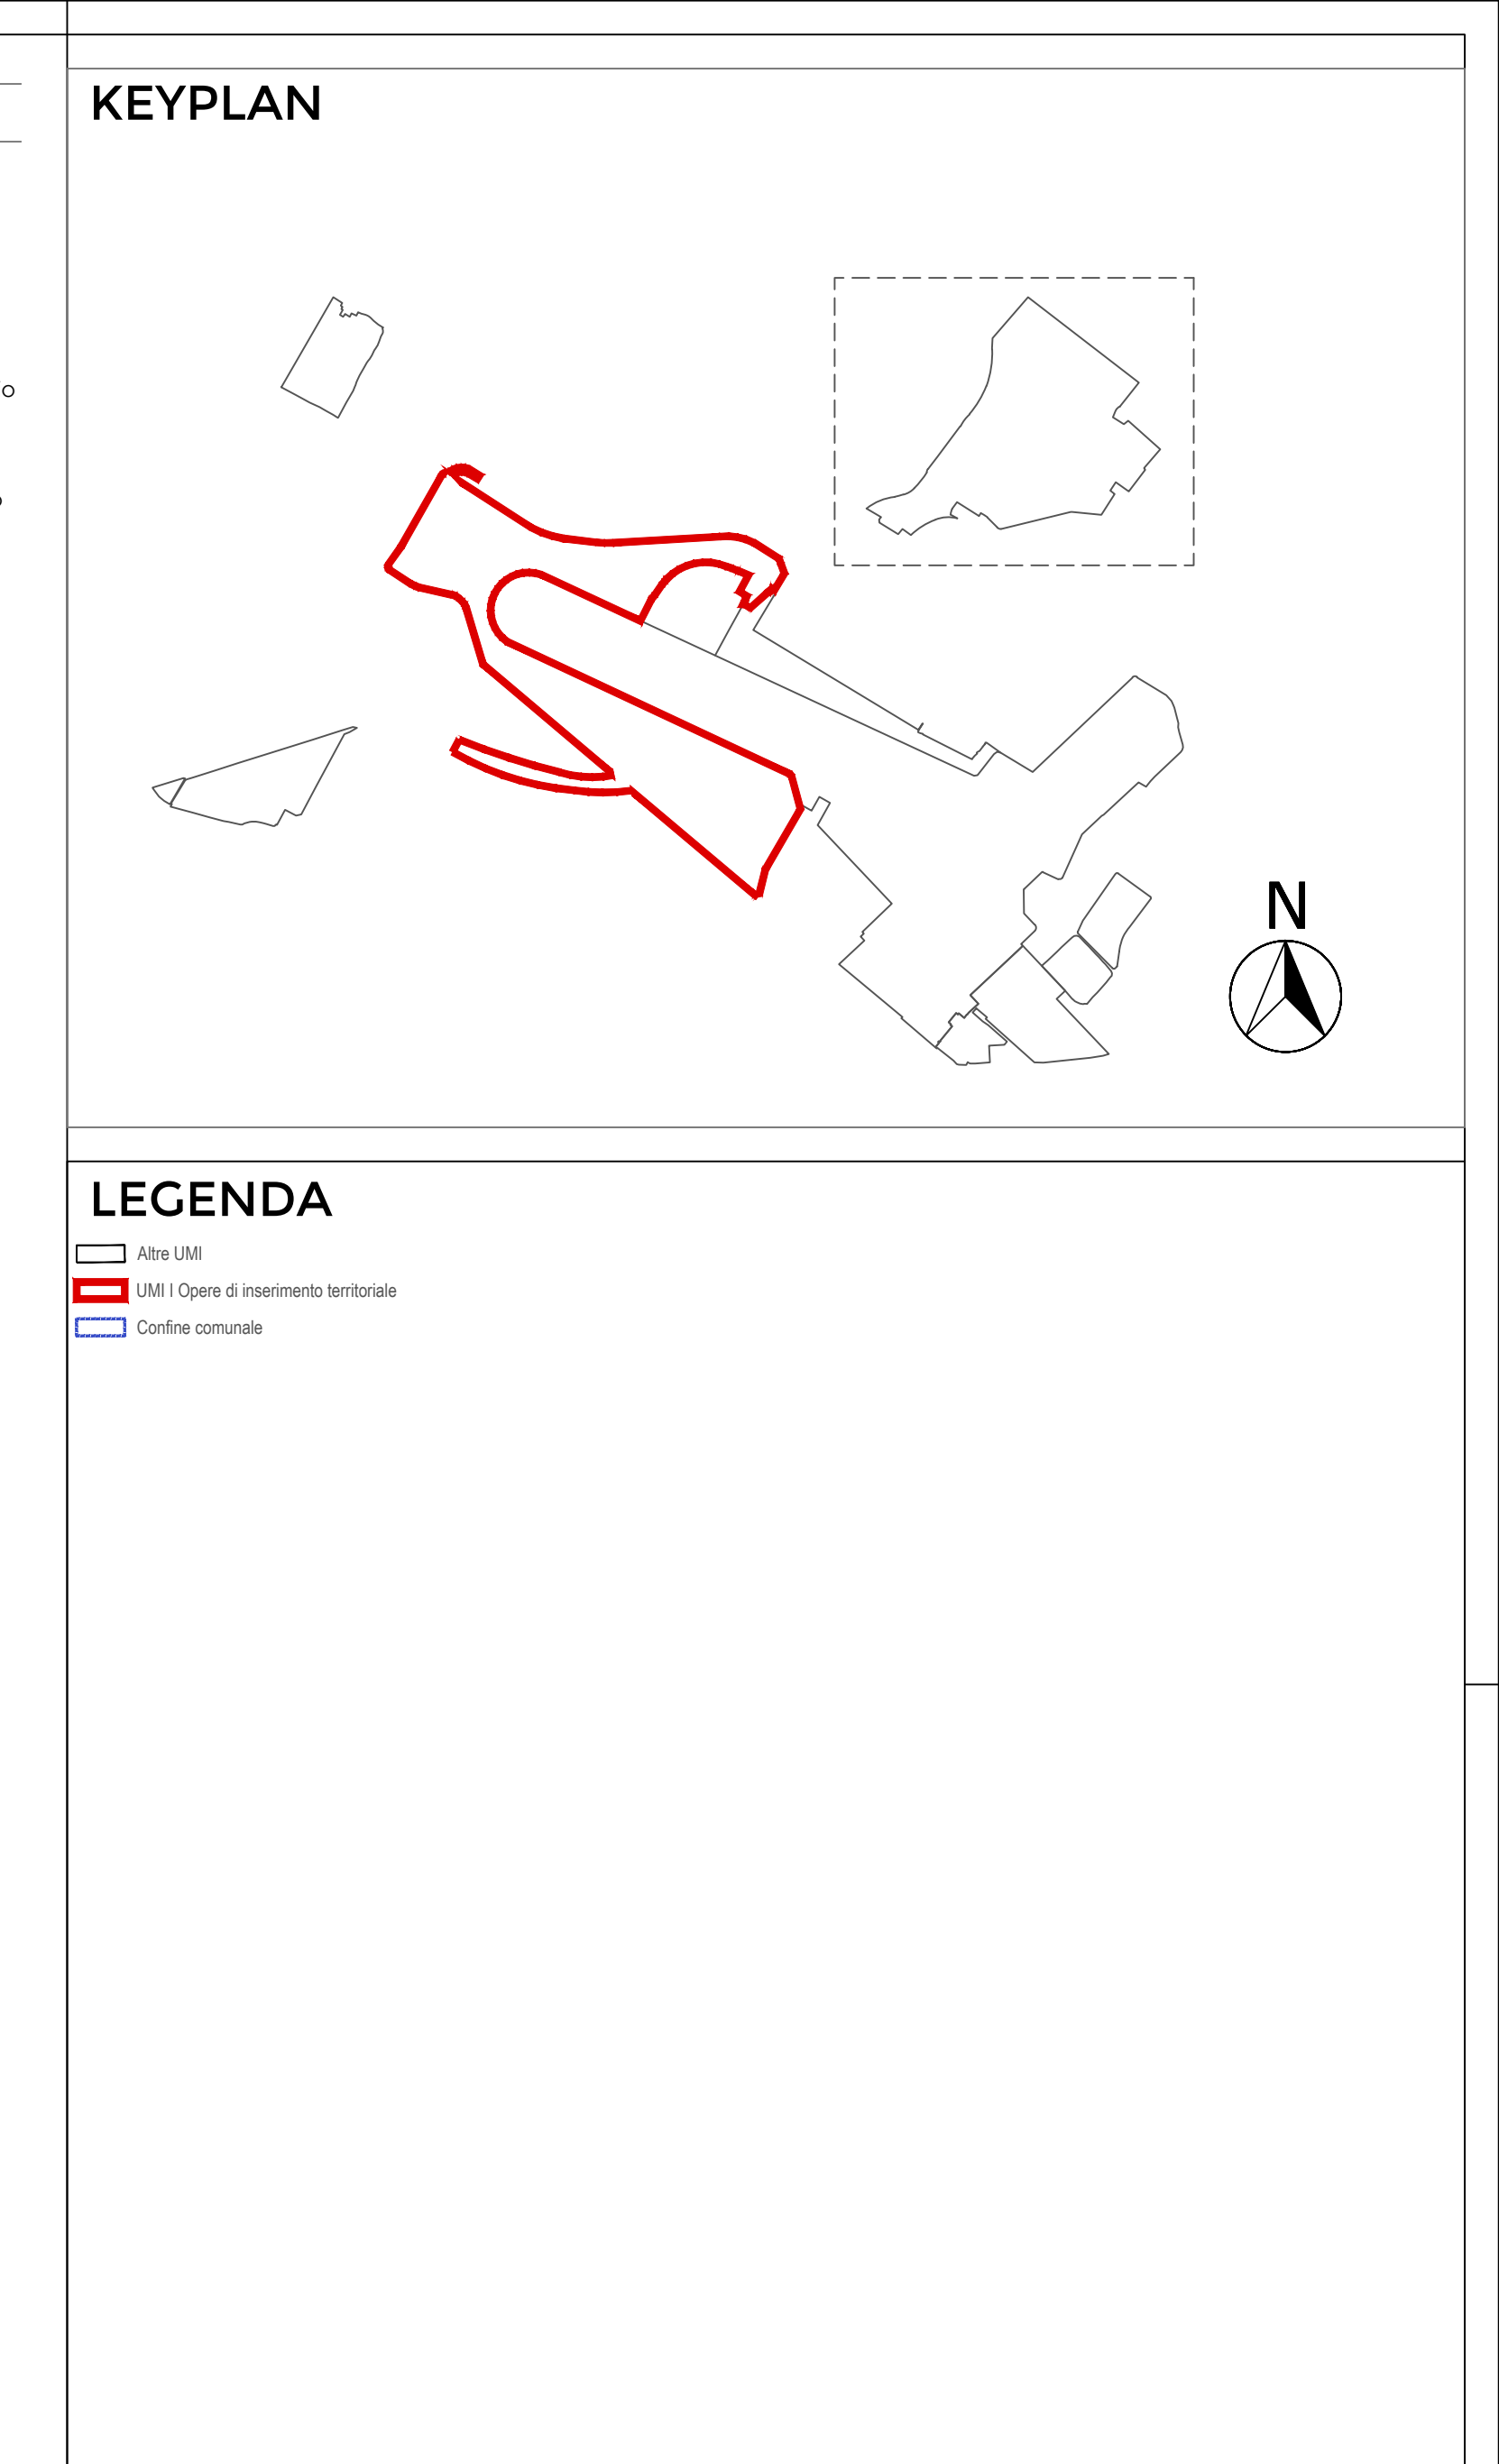 KEYPLAN
N
LEGENDA
Altre UMI
UMI I Opere di inserimento territoriale
Confine comunale